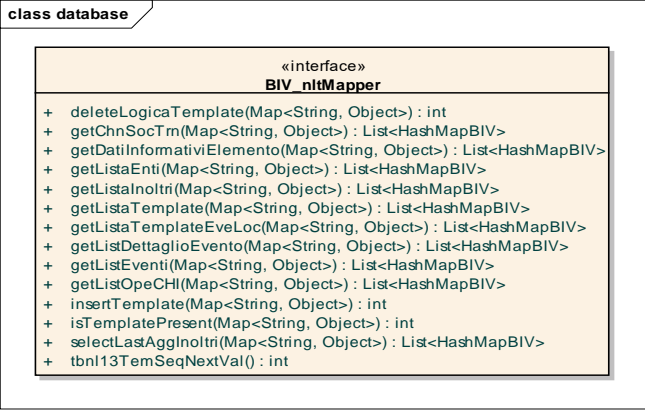 class database
«interface»
BIV_nltMapper
+ deleteLogicaTemplate(Map<String, Object>) : int
+ getChnSocTrn(Map<String, Object>) : List<HashMapBIV>
+ getDatiInformativiElemento(Map<String, Object>) : List<HashMapBIV>
+ getListaEnti(Map<String, Object>) : List<HashMapBIV>
+ getListaInoltri(Map<String, Object>) : List<HashMapBIV>
+ getListaTemplate(Map<String, Object>) : List<HashMapBIV>
+ getListaTemplateEveLoc(Map<String, Object>) : List<HashMapBIV>
+ getListDettaglioEvento(Map<String, Object>) : List<HashMapBIV>
+ getListEventi(Map<String, Object>) : List<HashMapBIV>
+ getListOpeCHI(Map<String, Object>) : List<HashMapBIV>
+ insertTemplate(Map<String, Object>) : int
+ isTemplatePresent(Map<String, Object>) : int
+ selectLastAggInoltri(Map<String, Object>) : List<HashMapBIV>
+ tbnl13TemSeqNextVal() : int